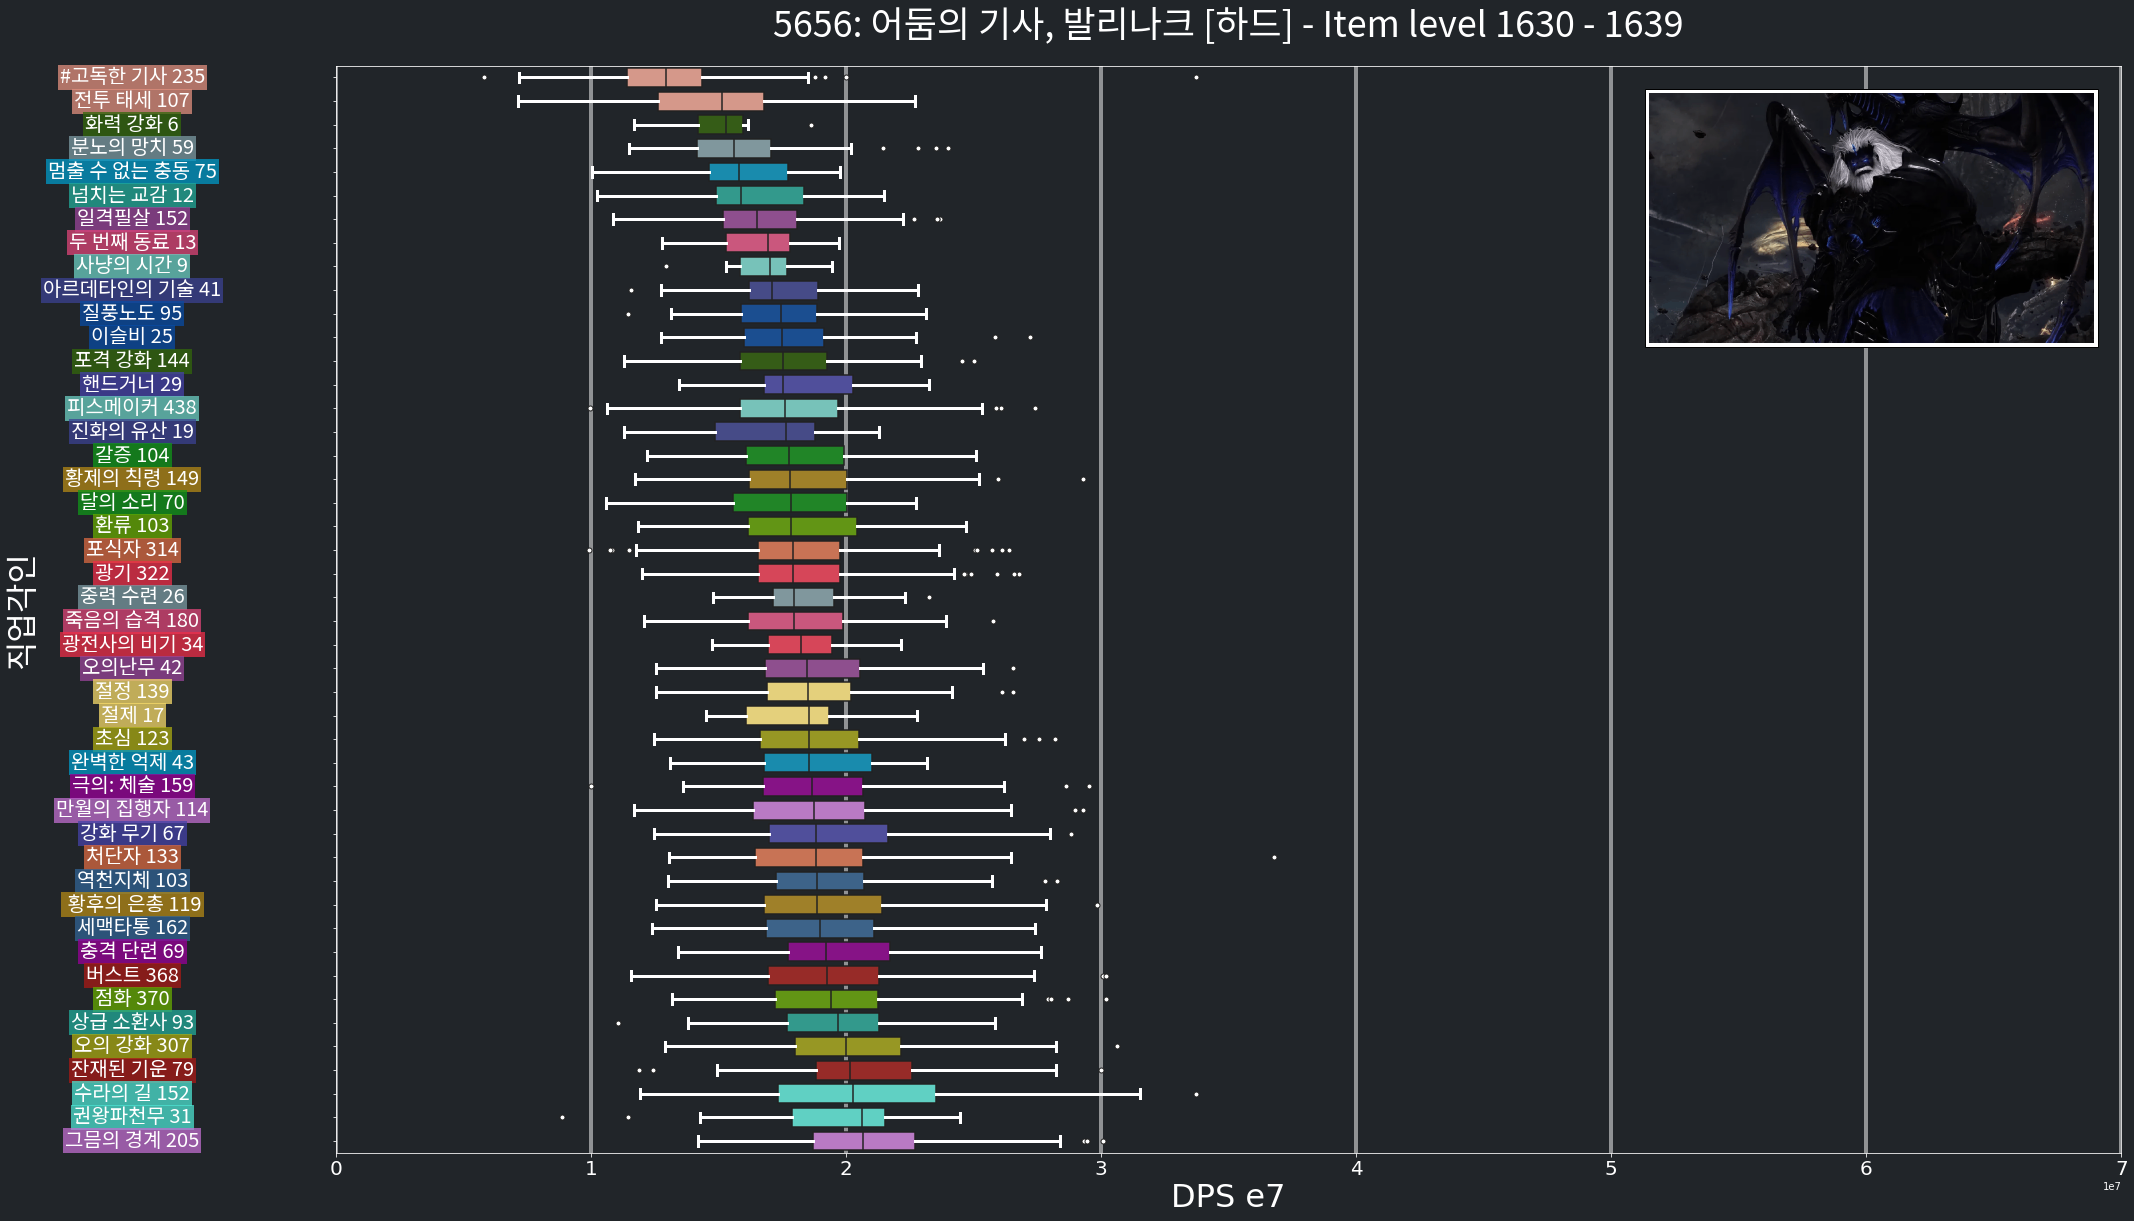 5656: 어둠의 기사, 발리나크 [하드] - Item level 1630 - 1639
직업각인
#고독한 기사 235
전투 태세 107
화력 강화 6
분노의 망치 59
멈출 수 없는 충동 75
넘치는 교감 12
일격필살 152
두 번째 동료 13
사냥의 시간 9
아르데타인의 기술 41
질풍노도 95
이슬비 25
포격 강화 144
핸드거너 29
피스메이커 438
진화의 유산 19
갈증 104
황제의 칙령 149
달의 소리 70
환류 103
포식자 314
광기 322
중력 수련 26
죽음의 습격 180
광전사의 비기 34
오의난무 42
절정 139
절제 17
초심 123
완벽한 억제 43
극의: 체술 159
만월의 집행자 114
강화 무기 67
처단자 133
역천지체 103
황후의 은총 119
세맥타통 162
충격 단련 69
버스트 368
점화 370
상급 소환사 93
오의 강화 307
잔재된 기운 79
수라의 길 152
권왕파천무 31
그믐의 경계 205
0 1 2 3 4 5 6 7
1e7
DPS e7